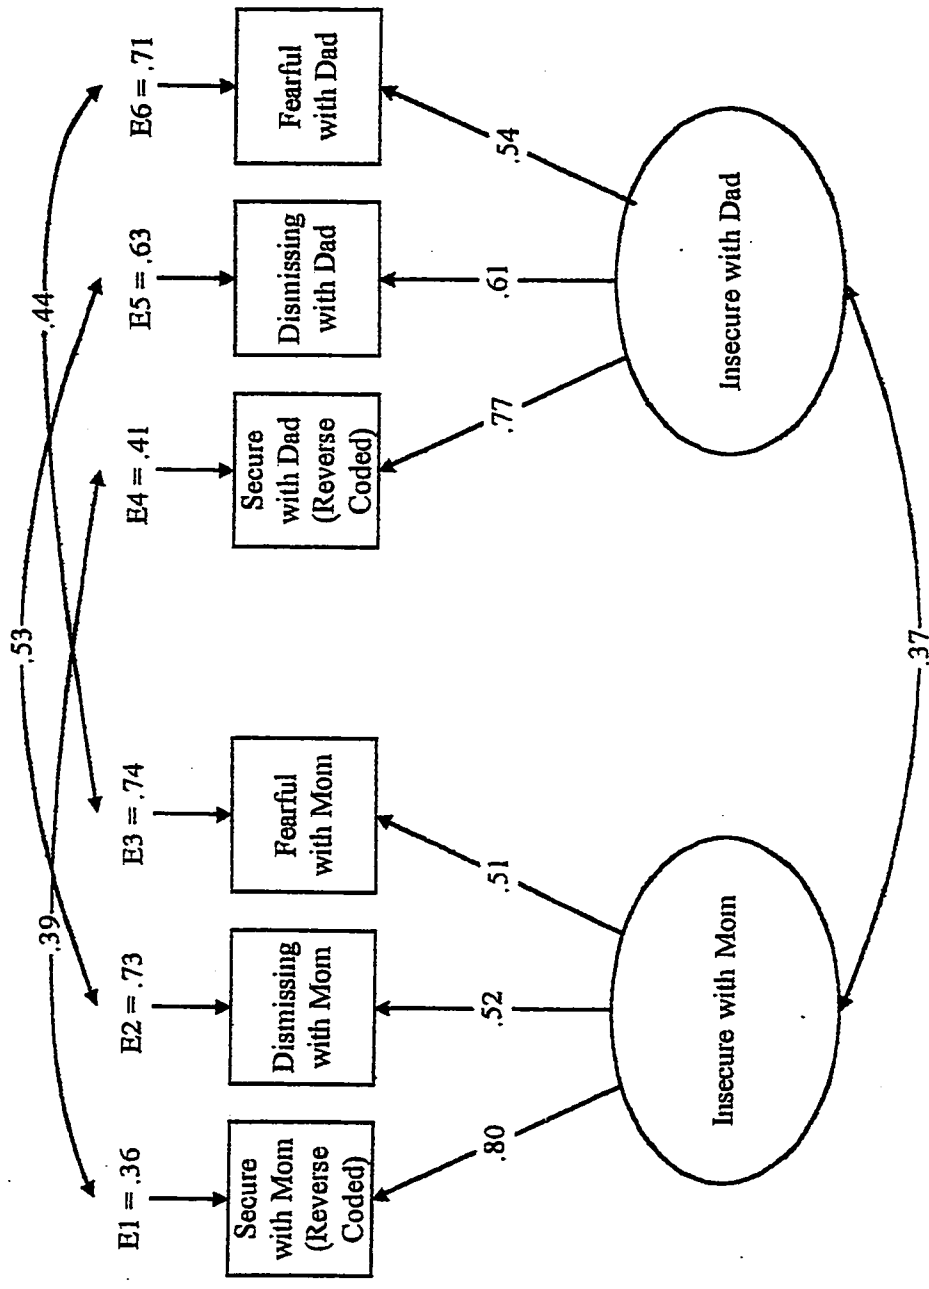 .39
.53
.44
E1 = .36
E2 = .73
E3 = .74
E4 = .41
E5 = .63
E6 = .71
Secure
with Mom
(Reverse
Coded)
Dismissing
with Mom
Fearful
with Mom
Secure
with Dad
(Reverse
Coded)
Dismissing
with Dad
Fearful
with Dad
.80
.52
.51
.77
.61
.54
Insecure with Mom
Insecure with Dad
.37